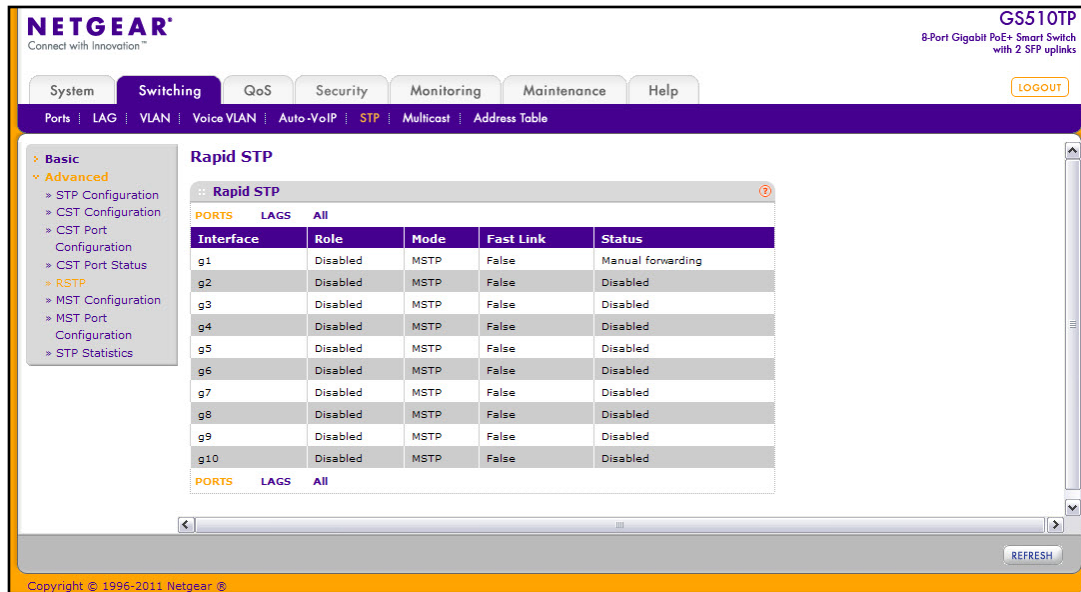 NETGEAR®
Connect with Innovation™
GS510TP
8-Port Gigabit PoE+ Smart Switch
with 2 SFP uplinks
System Switching QoS Security Monitoring Maintenance Help LOGOUT
Ports LAG VLAN Voice VLAN Auto-VoIP STP Multicast Address Table
Basic
Advanced
» STP Configuration
» CST Configuration
» CST Port
Configuration
» CST Port Status
» RSTP
» MST Configuration
» MST Port
Configuration
» STP Statistics
Rapid STP
:: Rapid STP ?
PORTS LAGS All
Interface Role Mode Fast Link Status
g1 Disabled MSTP False Manual forwarding
g2 Disabled MSTP False Disabled
g3 Disabled MSTP False Disabled
g4 Disabled MSTP False Disabled
g5 Disabled MSTP False Disabled
g6 Disabled MSTP False Disabled
g7 Disabled MSTP False Disabled
g8 Disabled MSTP False Disabled
g9 Disabled MSTP False Disabled
g10 Disabled MSTP False Disabled
PORTS LAGS All
REFRESH
Copyright © 1996-2011 Netgear ®